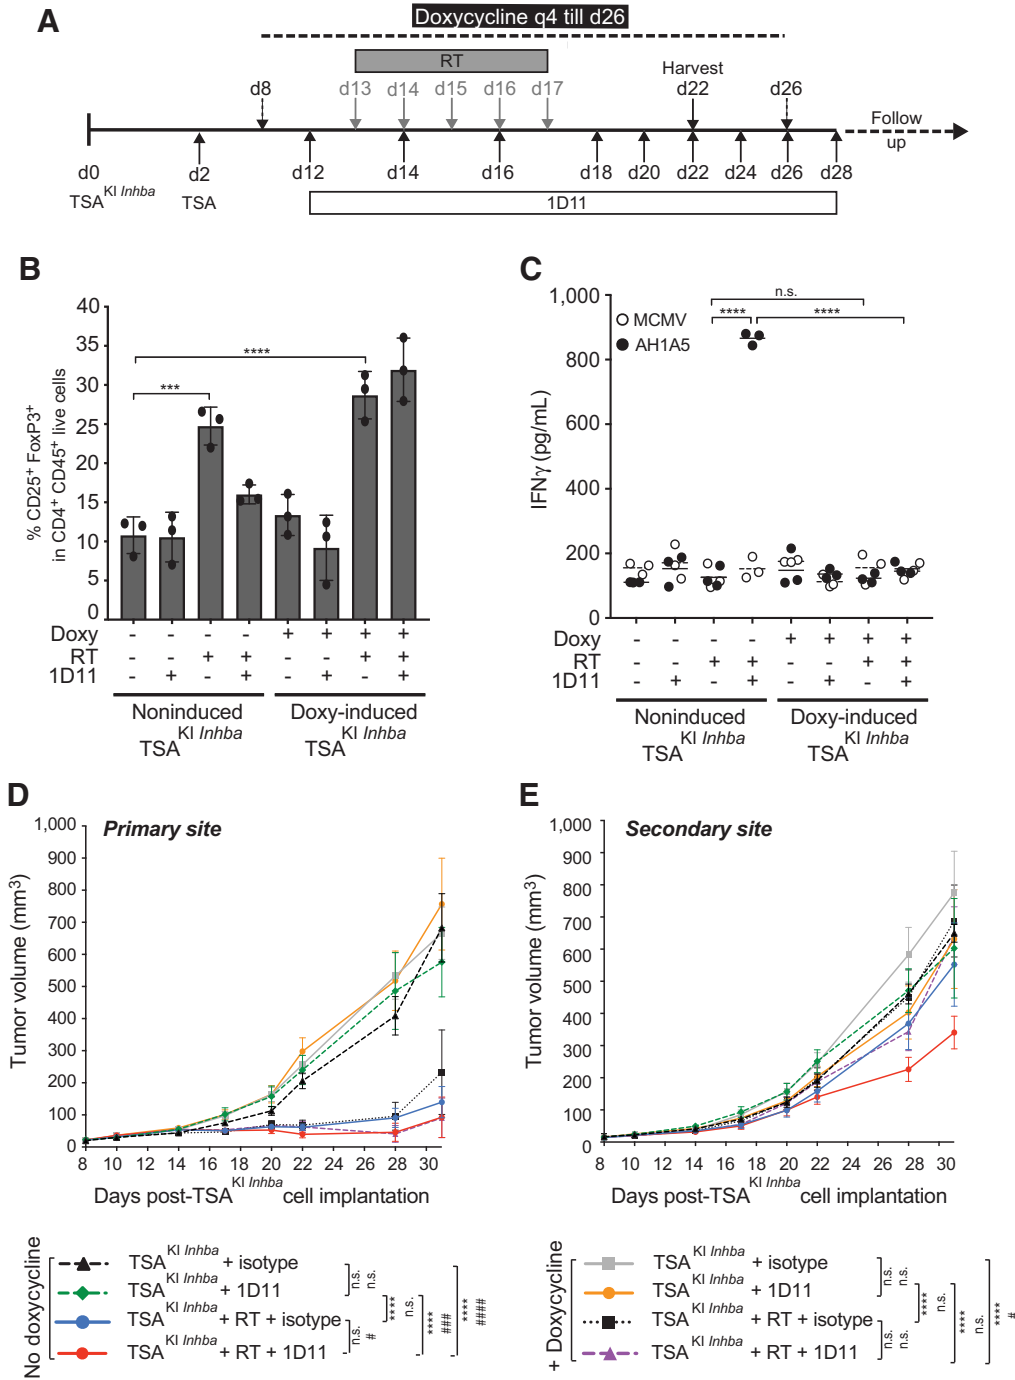 A
Doxycycline q4 till d26
RT
Harvest
d8 d13 d14 d15 d16 d17 d22 d26
Follow up
d0 d2 d12 d14 d16 d18 d20 d22 d24 d26 d28
TSA KI Inhba TSA
1D11
B
% CD25+ FoxP3+
in CD4+ CD45+ live cells
40
35
30
25
20
15
10
5
0
***
****
Doxy - - - - + + + +
RT - - + + - - + +
1D11 - + - + - + - +
Noninduced
TSA KI Inhba
Doxy-induced
TSA KI Inhba
C
IFNγ (pg/mL)
1,000
800
600
400
200
0
MCMV
AH1A5
n.s.
**** ****
Doxy - - - - + + + +
RT - - + + - - + +
1D11 - + - + - + - +
Noninduced
TSA KI Inhba
Doxy-induced
TSA KI Inhba
D
Primary site
Tumor volume (mm3)
1,000
900
800
700
600
500
400
300
200
100
0
8 10 12 14 16 18 20 22 24 26 28 30
Days post-TSA KI Inhba cell implantation
E
Secondary site
Tumor volume (mm3)
1,000
900
800
700
600
500
400
300
200
100
0
8 10 12 14 16 18 20 22 24 26 28 30
Days post-TSA KI Inhba cell implantation
No doxycycline
TSA KI Inhba + isotype
TSA KI Inhba + 1D11
TSA KI Inhba + RT + isotype
TSA KI Inhba + RT + 1D11
n.s. n.s.
n.s. #
**** n.s.
**** ###
**** ####
+ Doxycycline
TSA KI Inhba + isotype
TSA KI Inhba + 1D11
TSA KI Inhba + RT + isotype
TSA KI Inhba + RT + 1D11
n.s. n.s.
n.s. n.s.
**** n.s.
**** n.s.
**** #